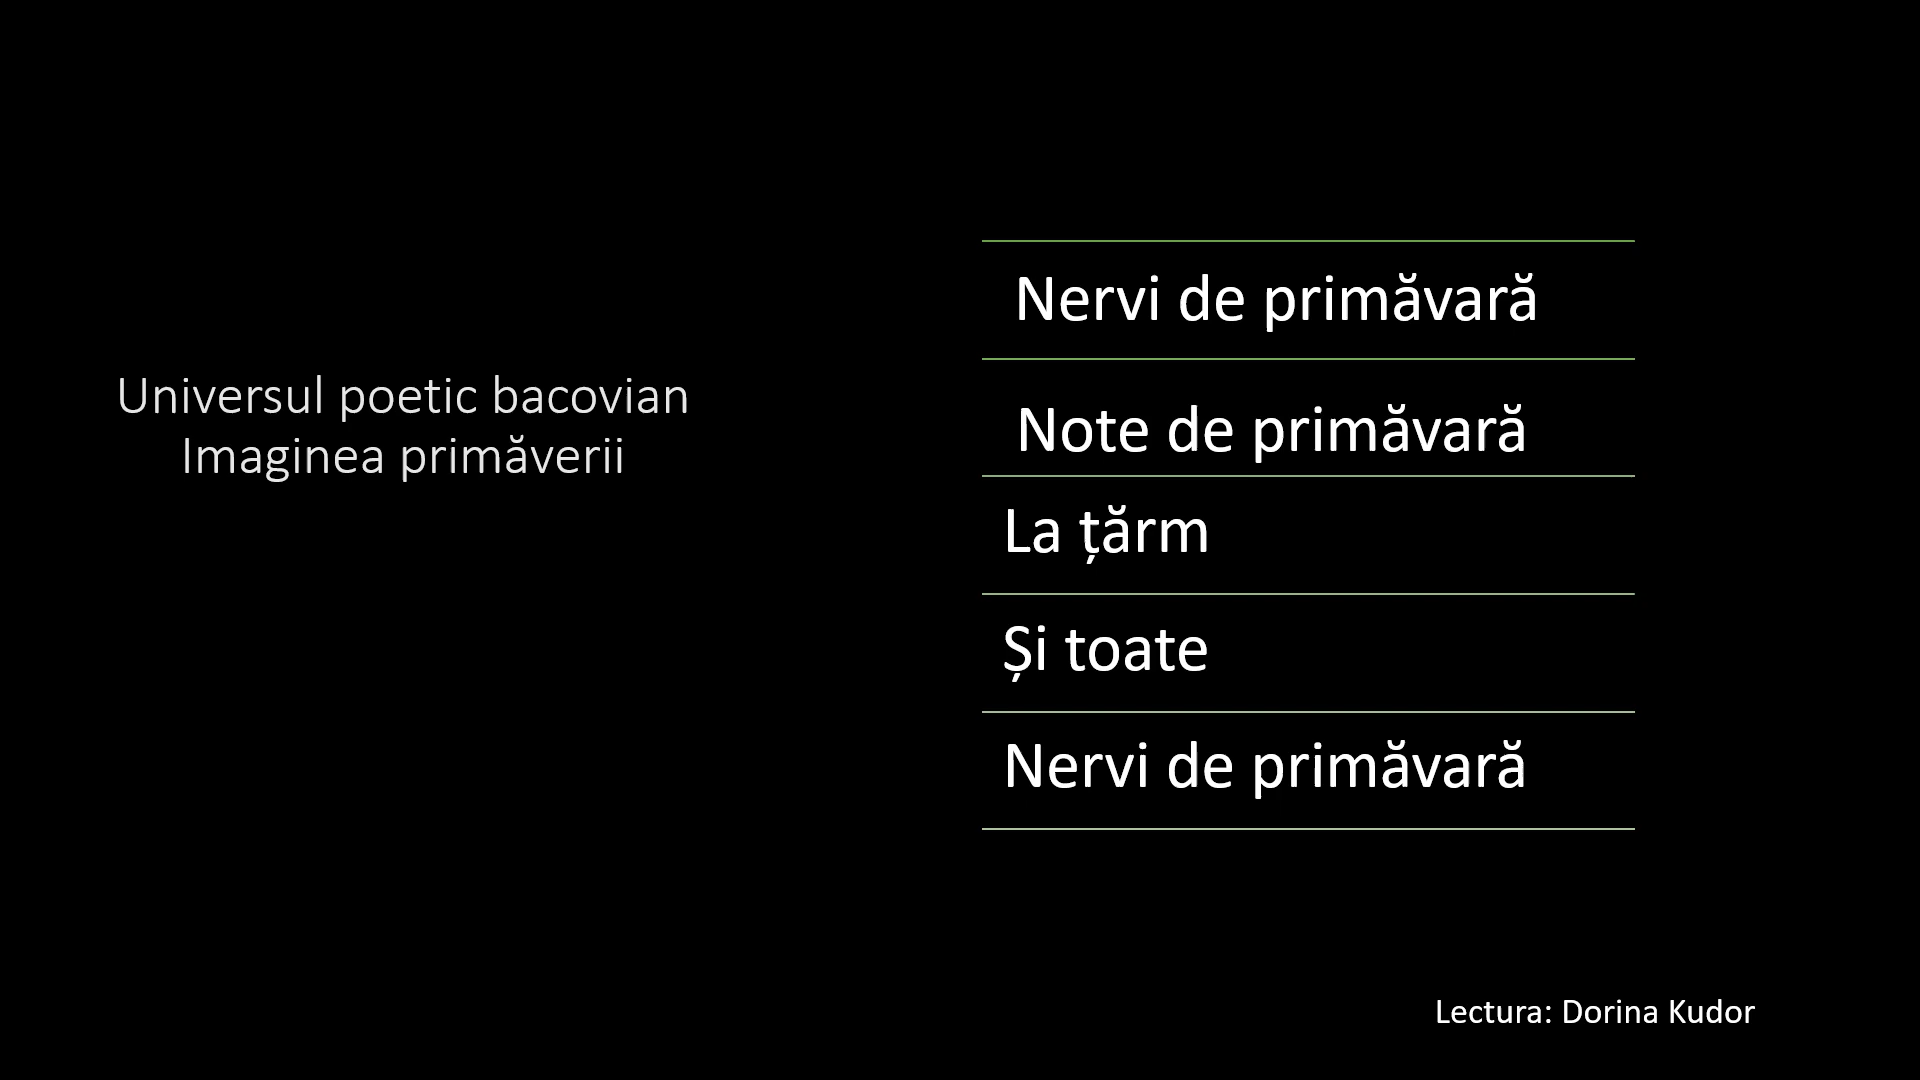 Universul poetic bacovian
Imaginea primăverii
Nervi de primăvară
Note de primăvară
La țărm
Și toate
Nervi de primăvară
Lectura: Dorina Kudor